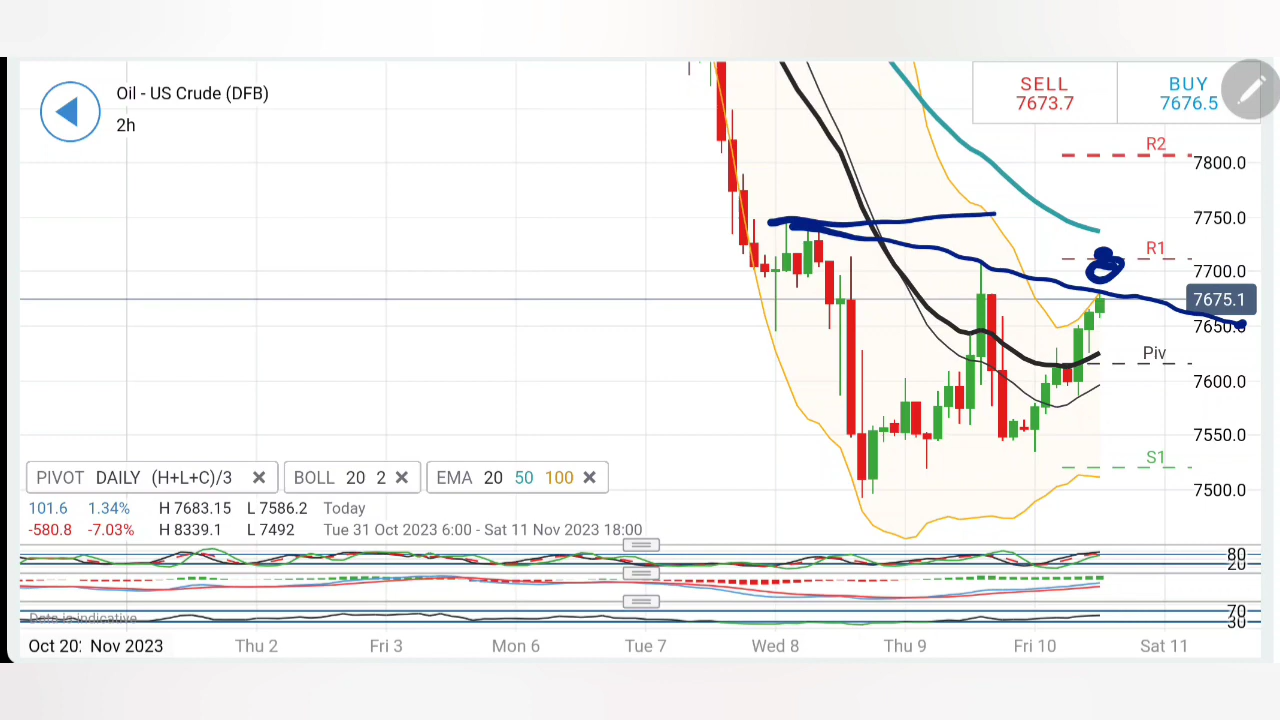 Oil - US Crude (DFB)
2h
SELL
7673.7
BUY
7676.5
R2
7800.0
7750.0
R1
7700.0
7675.1
7650.0
Piv
7600.0
7550.0
S1
7500.0
PIVOT DAILY (H+L+C)/3
BOLL 20 2
EMA 20 50 100
101.6 1.34% H 7683.15 L 7586.2 Today
-580.8 -7.03% H 8339.1 L 7492 Tue 31 Oct 2023 6:00 - Sat 11 Nov 2023 18:00
80
20
70
30
Data is indicative
Oct 20 Nov 2023 Thu 2 Fri 3 Mon 6 Tue 7 Wed 8 Thu 9 Fri 10 Sat 11